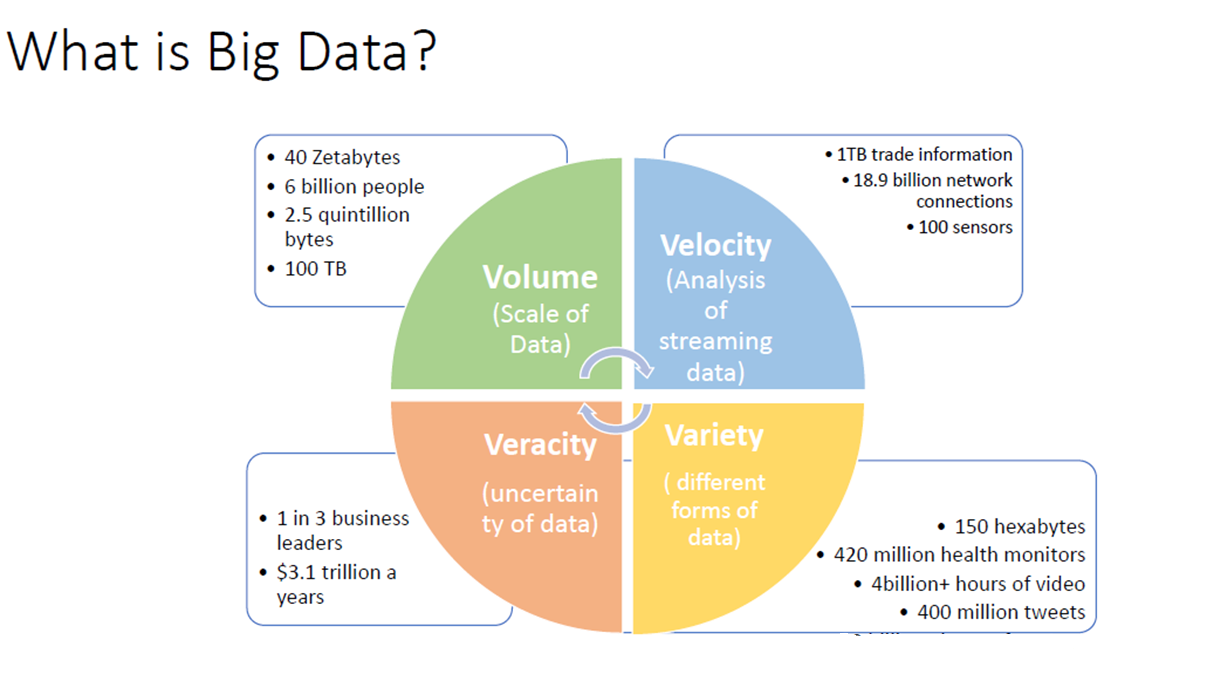 What is Big Data?
• 40 Zetabytes
• 6 billion people
• 2.5 quintillion
bytes
• 100 TB
• 1TB trade information
• 18.9 billion network
connections
• 100 sensors
Volume
(Scale of
Data)
Velocity
(Analysis
of
streaming
data)
Veracity
(uncertain
ty of data)
Variety
( different
forms of
data)
• 1 in 3 business
leaders
• $3.1 trillion a
years
• 150 hexabytes
• 420 million health monitors
• 4billion+ hours of video
• 400 million tweets